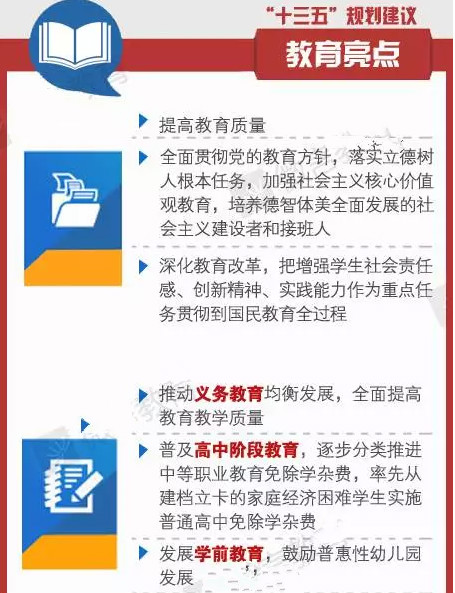 “十三五”规划建议
教育亮点
提高教育质量
全面贯彻党的教育方针，落实立德树
人根本任务，加强社会主义核心价值
观教育，培养德智体美全面发展的社
会主义建设者和接班人
深化教育改革，把增强学生社会责任
感、创新精神、实践能力作为重点任
务贯彻到国民教育全过程
推动义务教育均衡发展，全面提高
教育教学质量
普及高中阶段教育，逐步分类推进
中等职业教育免除学杂费，率先从
建档立卡的家庭经济困难学生实施
普通高中免除学杂费
发展学前教育，鼓励普惠性幼儿园
发展